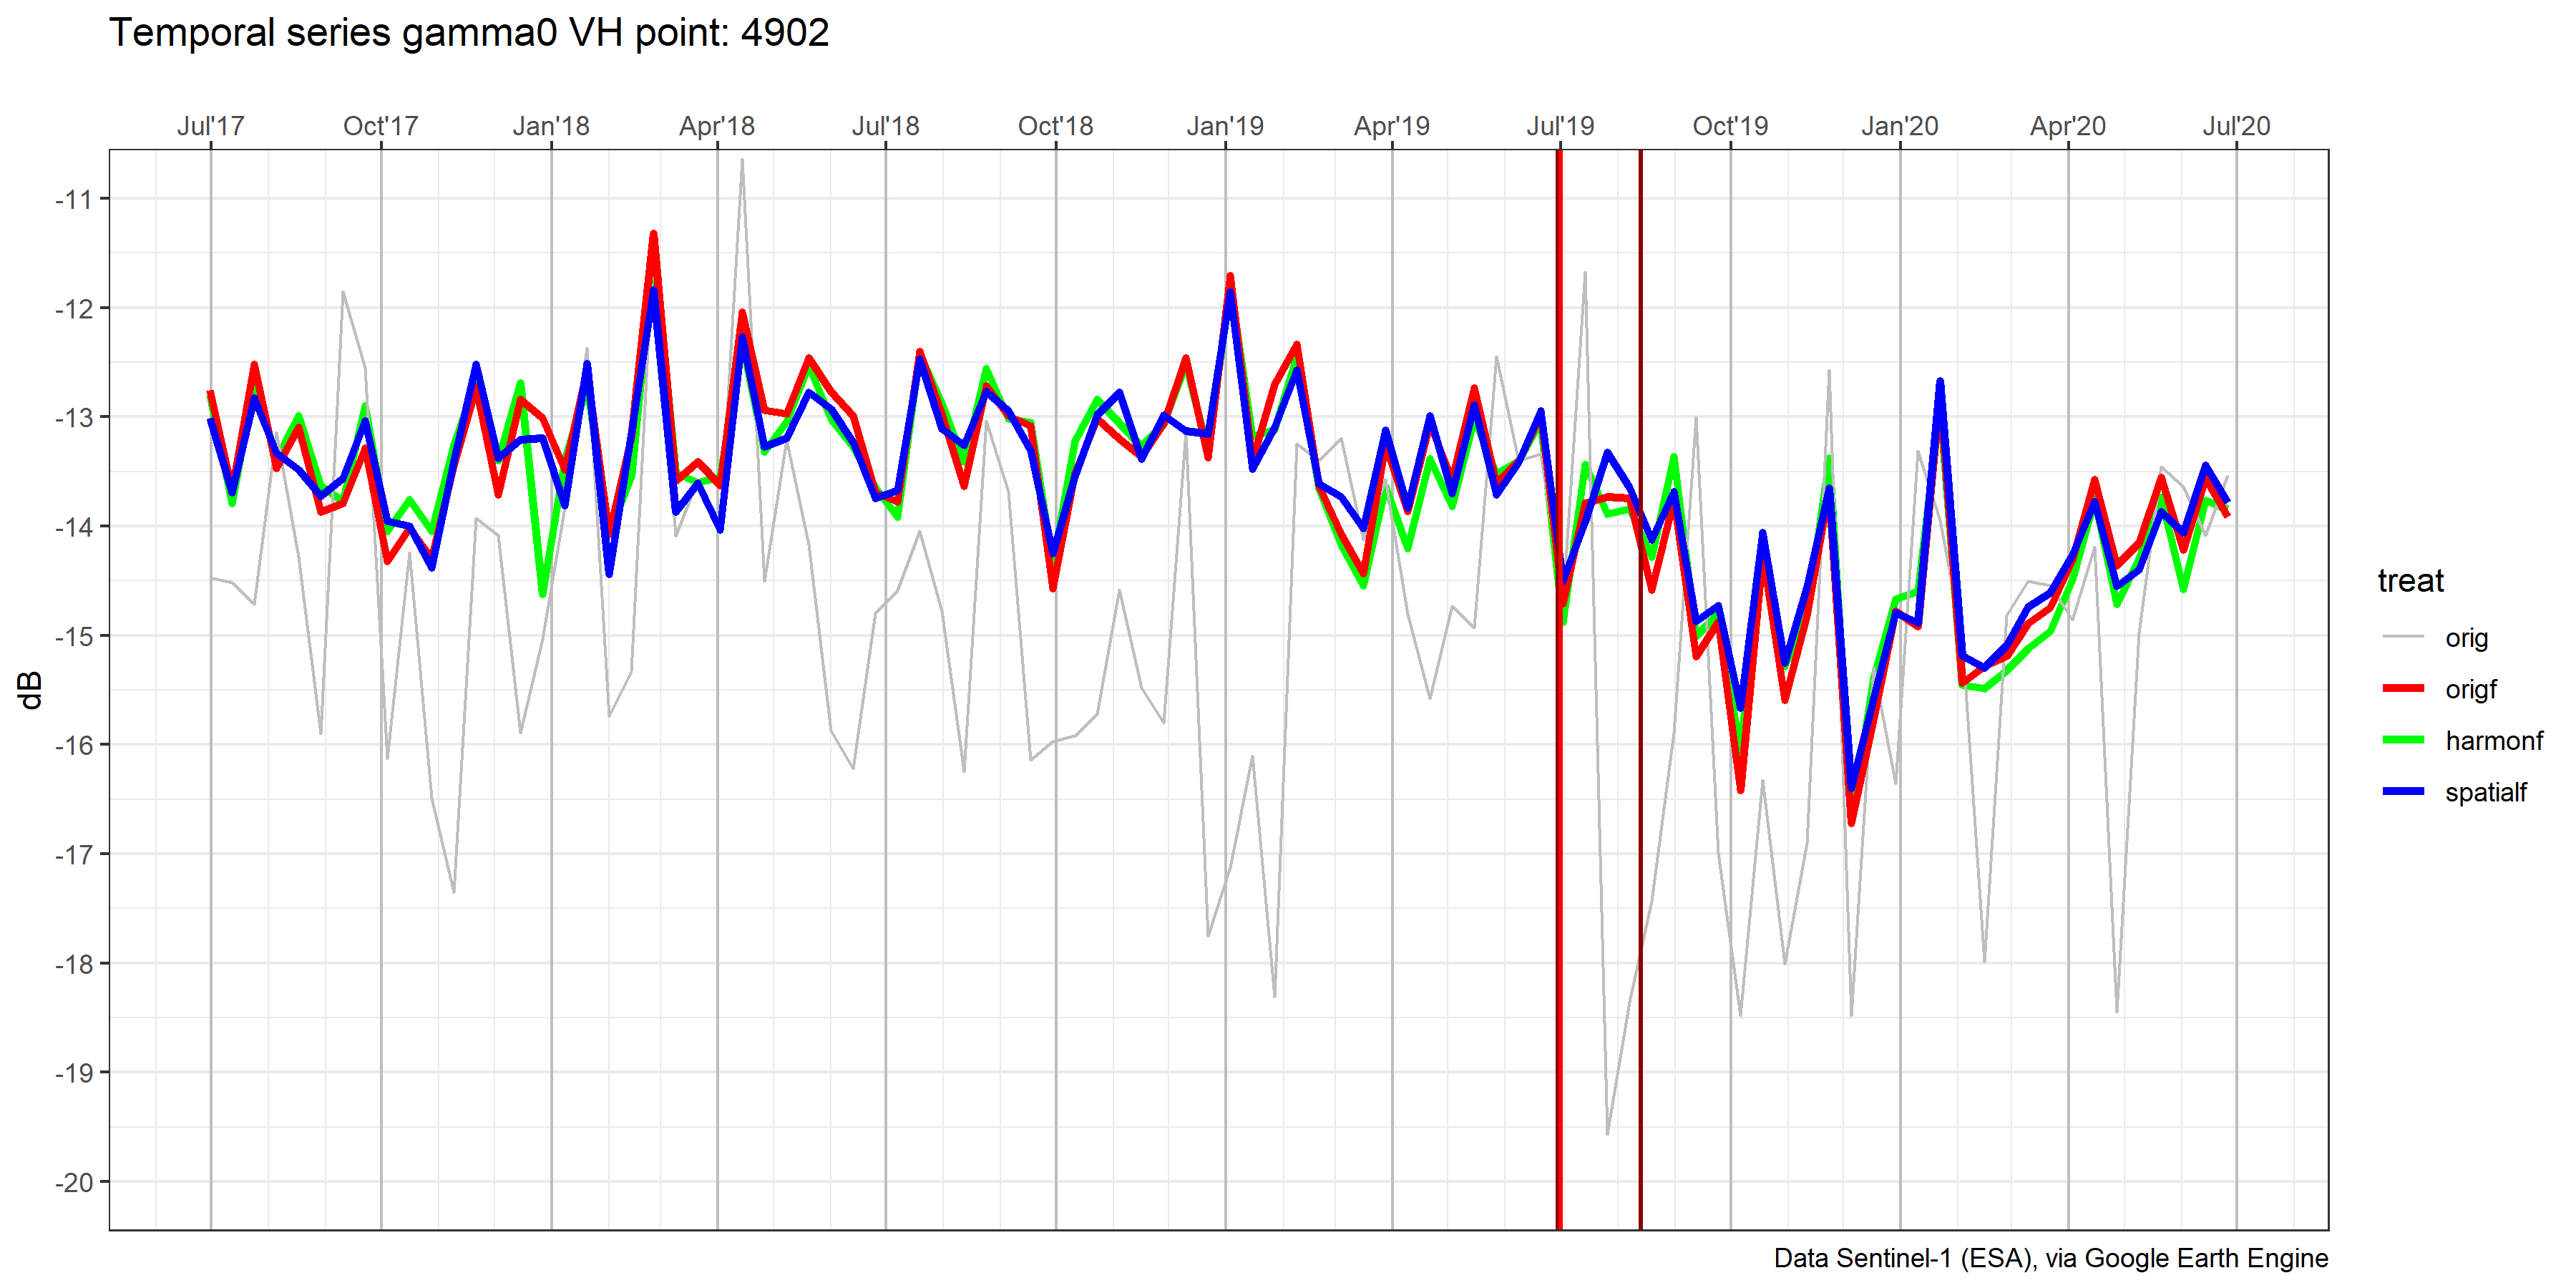 Temporal series gamma0 VH point: 4902
Jul'17 Oct'17 Jan'18 Apr'18 Jul'18 Oct'18 Jan'19 Apr'19 Jul'19 Oct'19 Jan'20 Apr'20 Jul'20
-11
-12
-13
-14
-15
-16
-17
-18
-19
-20
dB
treat
orig
origf
harmonf
spatialf
Data Sentinel-1 (ESA), via Google Earth Engine